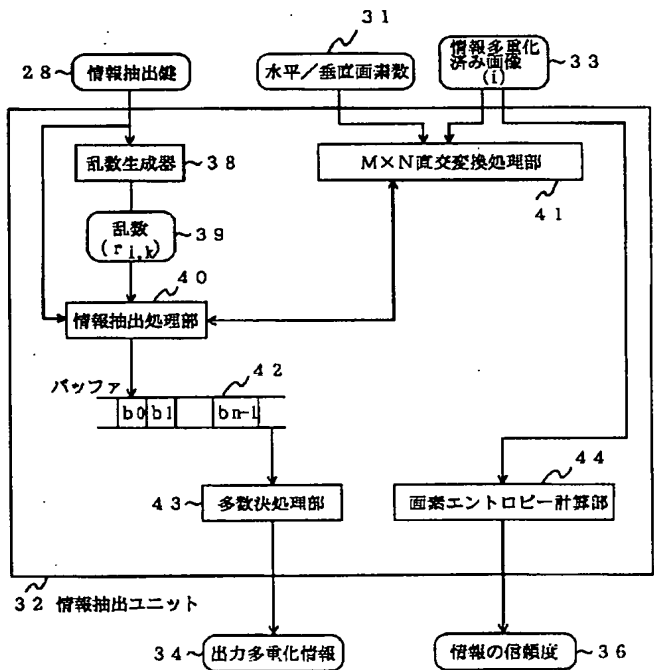 31
28 情報抽出鍵
水平/垂直画素数
情報多重化
済み画像
(i)
33
乱数生成器 38
M×N直交変換処理部
41
乱数
(r i,k)
39
40
情報抽出処理部
バッファ
42
b0 b1 bn-1
43 多数決処理部
44
画素エントロピー計算部
32 情報抽出ユニット
34 出力多重化情報
情報の信頼度 36